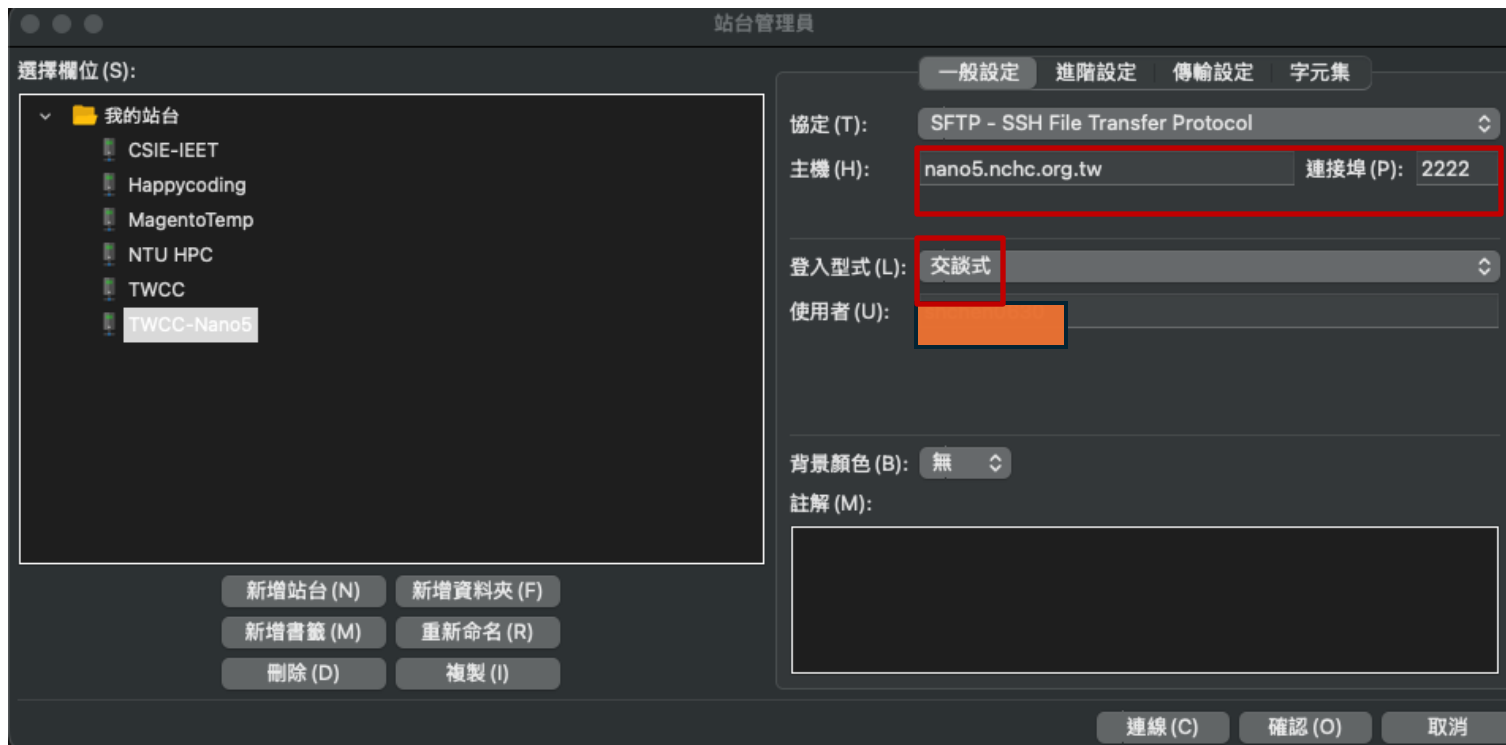 站台管理員
選擇欄位(S):
我的站台
CSIE-IEET
Happycoding
MagentoTemp
NTU HPC
TWCC
TWCC-Nano5
新增站台(N)
新增資料夾(F)
新增書籤(M)
重新命名(R)
刪除(D)
複製(I)
一般設定 進階設定 傳輸設定 字元集
協定(T): SFTP - SSH File Transfer Protocol
主機(H): nano5.nchc.org.tw 連接埠(P): 2222
登入型式(L): 交談式
使用者(U):
背景顏色(B): 無
註解(M):
連線(C) 確認(O) 取消